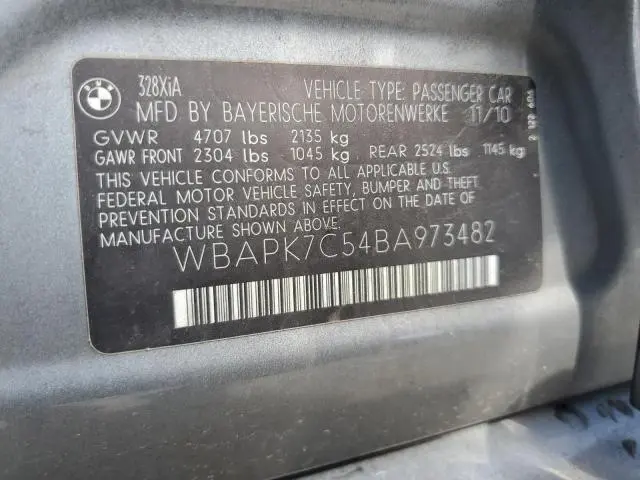 BMW
328XiA VEHICLE TYPE: PASSENGER CAR
MFD BY BAYERISCHE MOTORENWERKE 11/10
GVWR 4707 lbs 2135 kg
GAWR FRONT 2304 lbs 1045 kg REAR 2524 lbs 1145 kg
THIS VEHICLE CONFORMS TO ALL APPLICABLE U.S.
FEDERAL MOTOR VEHICLE SAFETY, BUMPER AND THEFT
PREVENTION STANDARDS IN EFFECT ON THE DATE OF
MANUFACTURE SHOWN ABOVE
WBAPK7C54BA973482